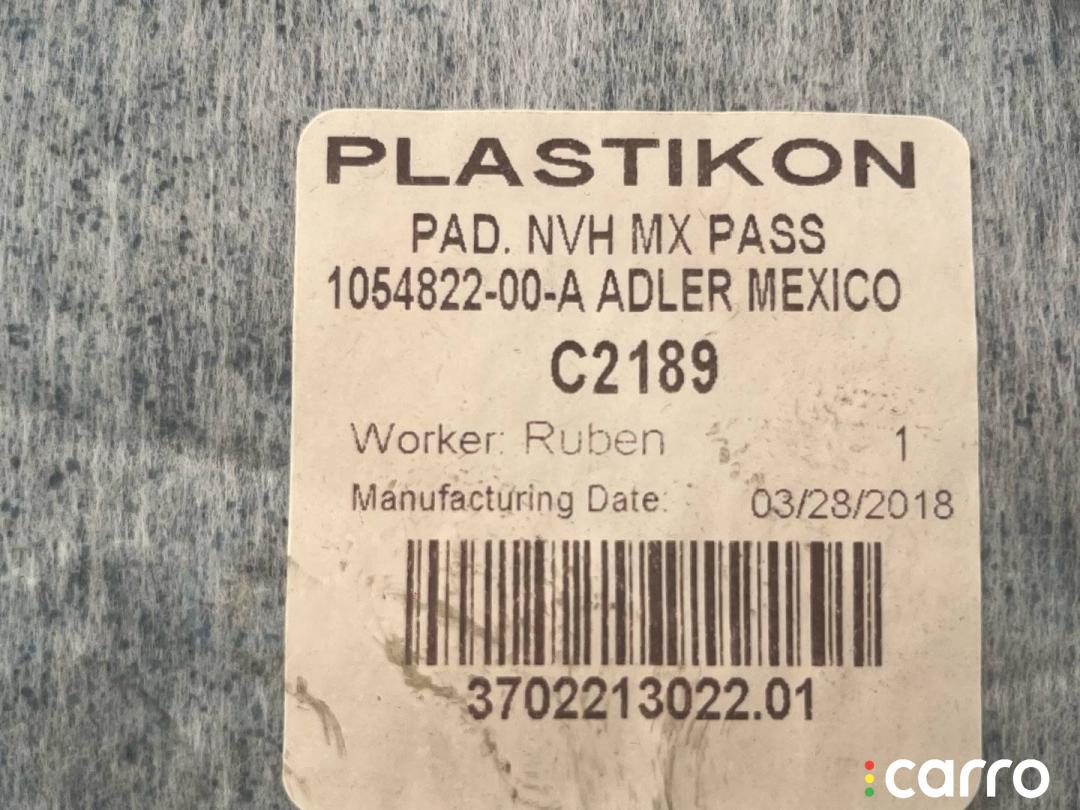 PLASTIKON
PAD. NVH MX PASS
1054822-00-A ADLER MEXICO
C2189
Worker: Ruben 1
Manufacturing Date: 03/28/2018
3702213022.01
carro